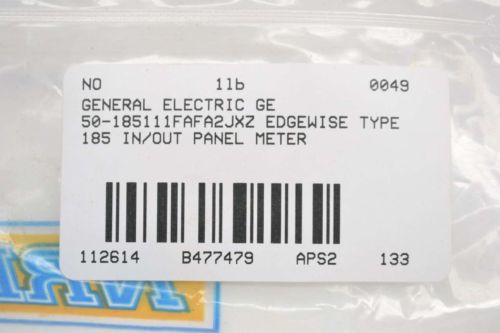 NO 1lb 0049
GENERAL ELECTRIC GE
50-185111FAFA2JXZ EDGEWISE TYPE
185 IN/OUT PANEL METER
112614 B477479 APS2 133